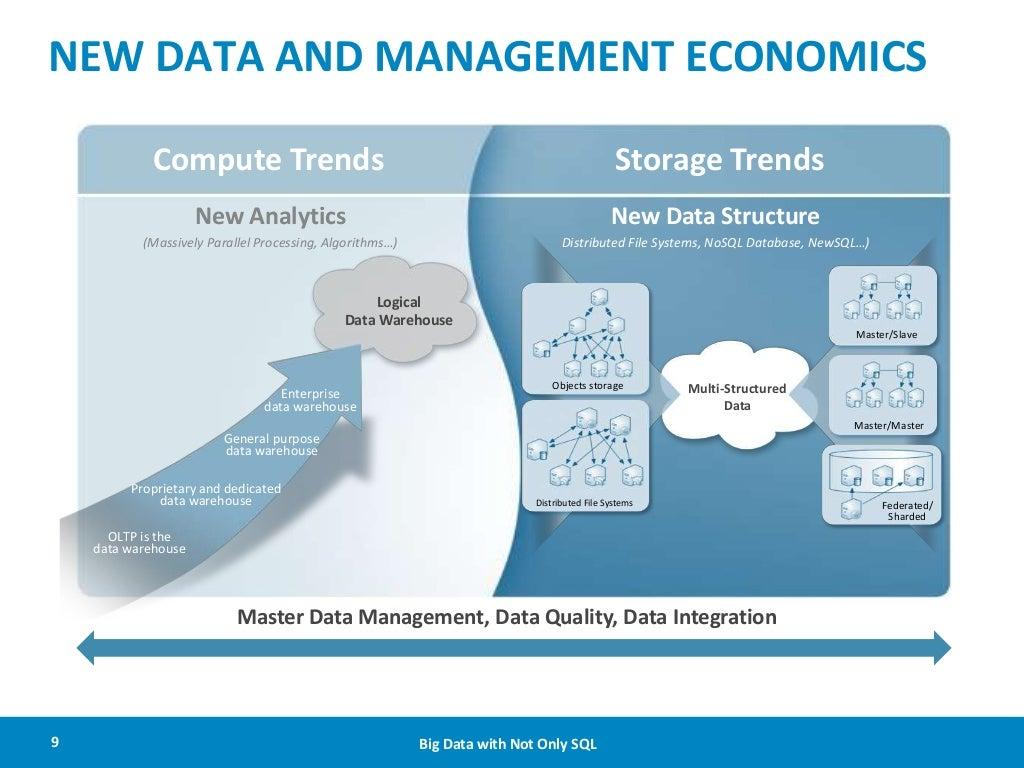 NEW DATA AND MANAGEMENT ECONOMICS
Compute Trends
New Analytics
(Massively Parallel Processing, Algorithms…)
Logical
Data Warehouse
Enterprise
data warehouse
General purpose
data warehouse
Proprietary and dedicated
data warehouse
OLTP is the
data warehouse
Storage Trends
New Data Structure
Distributed File Systems, NoSQL Database, NewSQL…)
Objects storage
Distributed File Systems
Multi-Structured
Data
Master/Slave
Master/Master
Federated/
Sharded
Master Data Management, Data Quality, Data Integration
9
Big Data with Not Only SQL